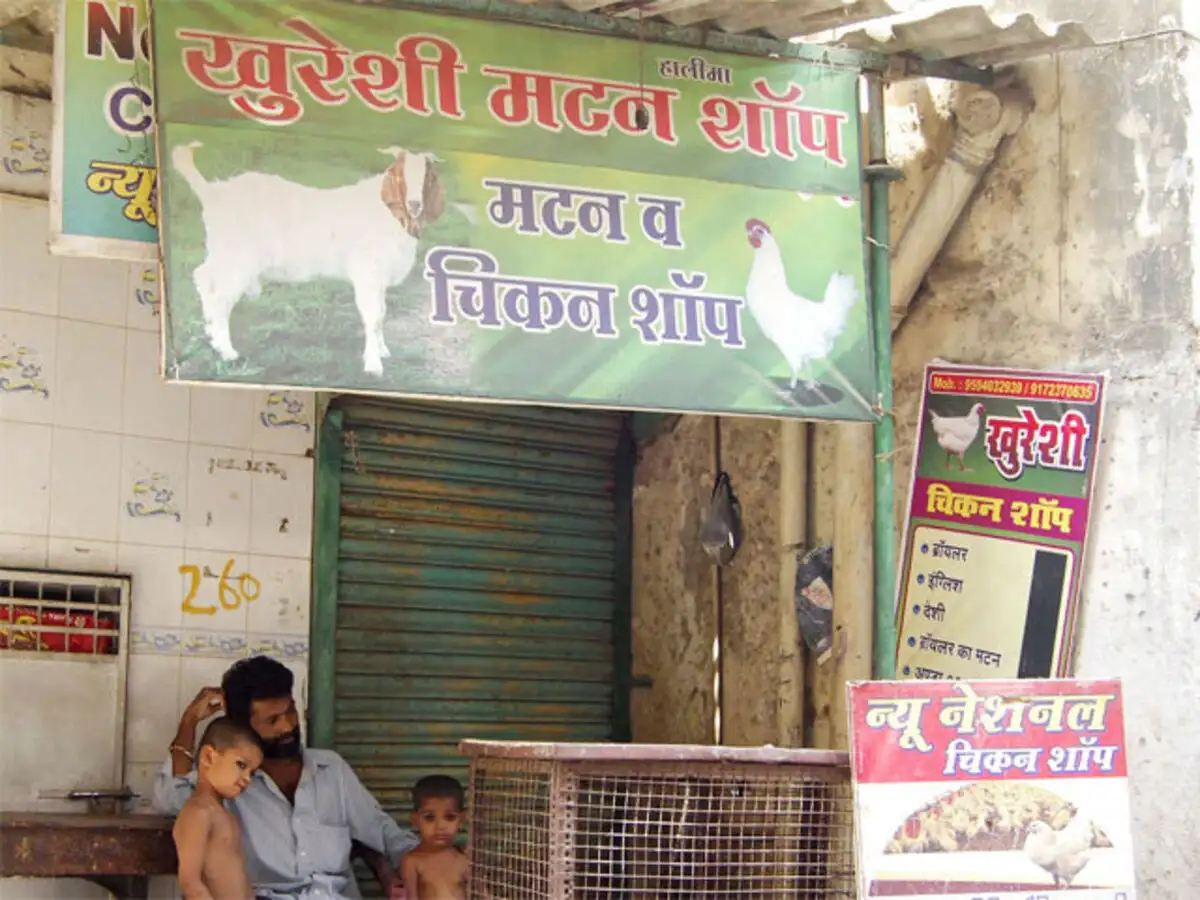 हालीमा
खुरेशी मटन शॉप
मटन व
चिकन शॉप
न्यू
260
Mob. : 9594032939 / 9172370635
खुरेशी
चिकन शॉप
ब्रॉयलर
इंग्लिश
देशी
ब्रॉयलर का मटन
न्यू नेशनल
चिकन शॉप